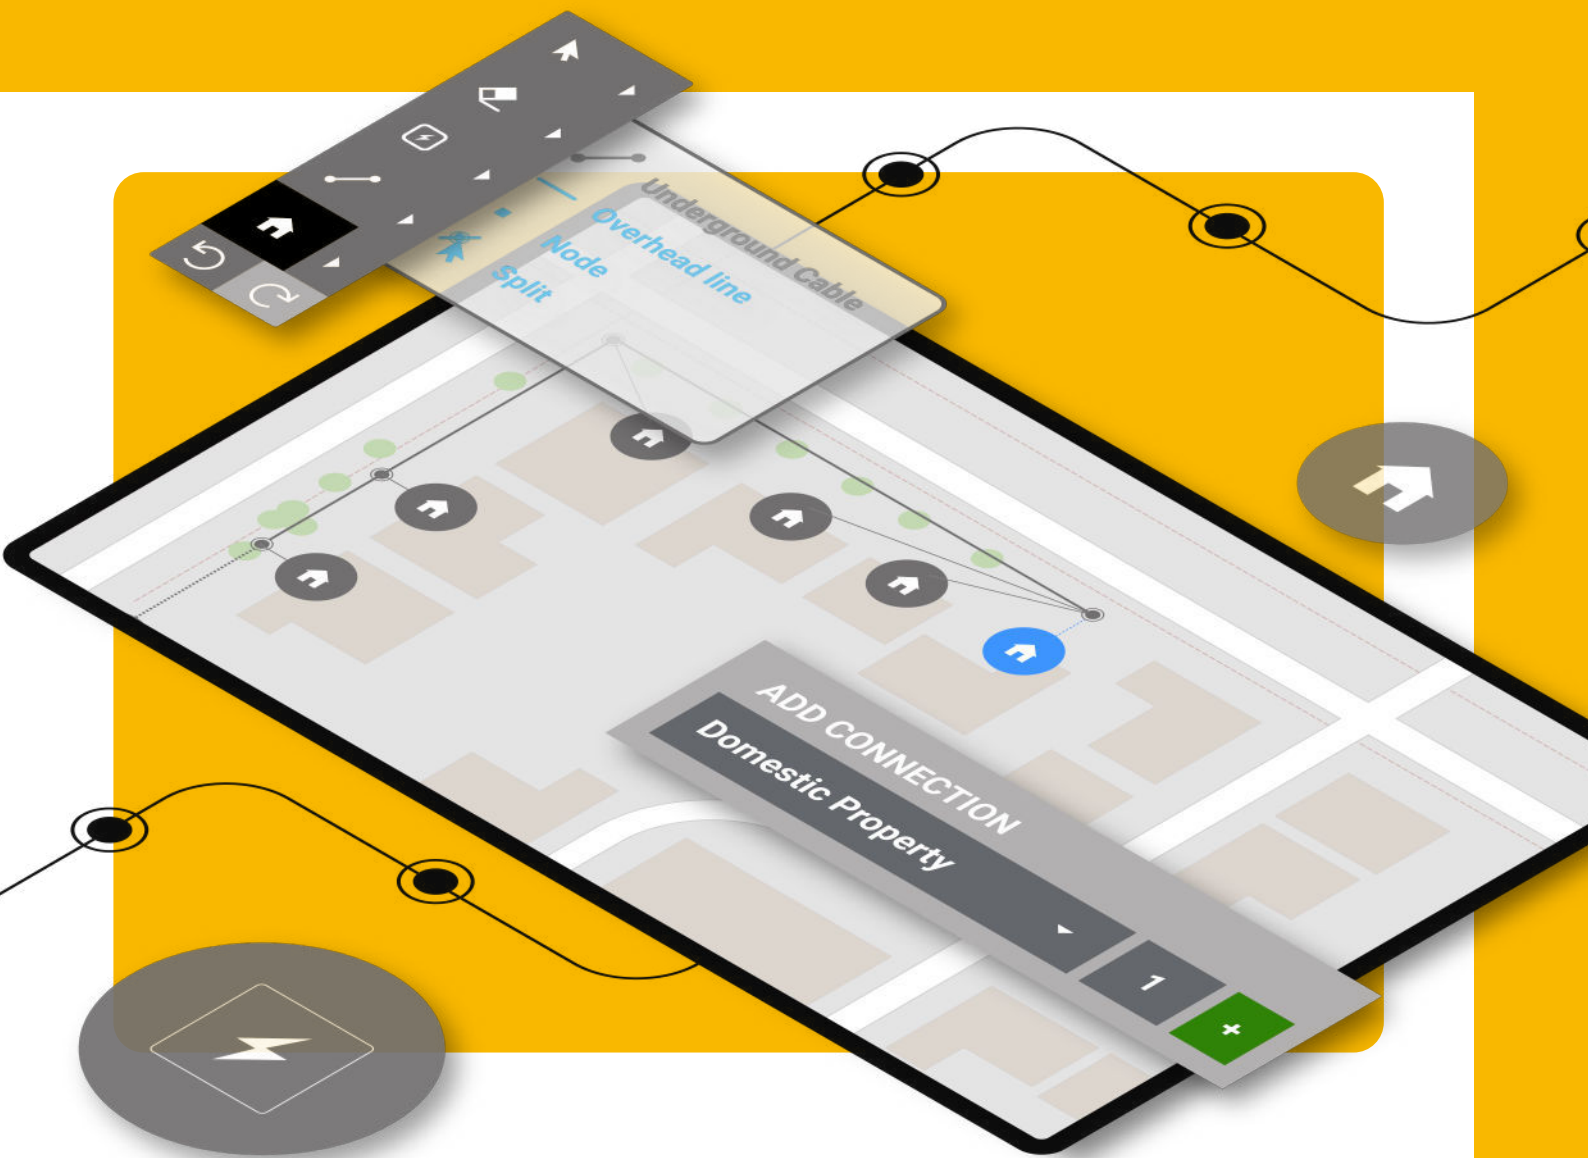 Underground Cable
Overhead line
Node
Split
ADD CONNECTION
Domestic Property
1
+